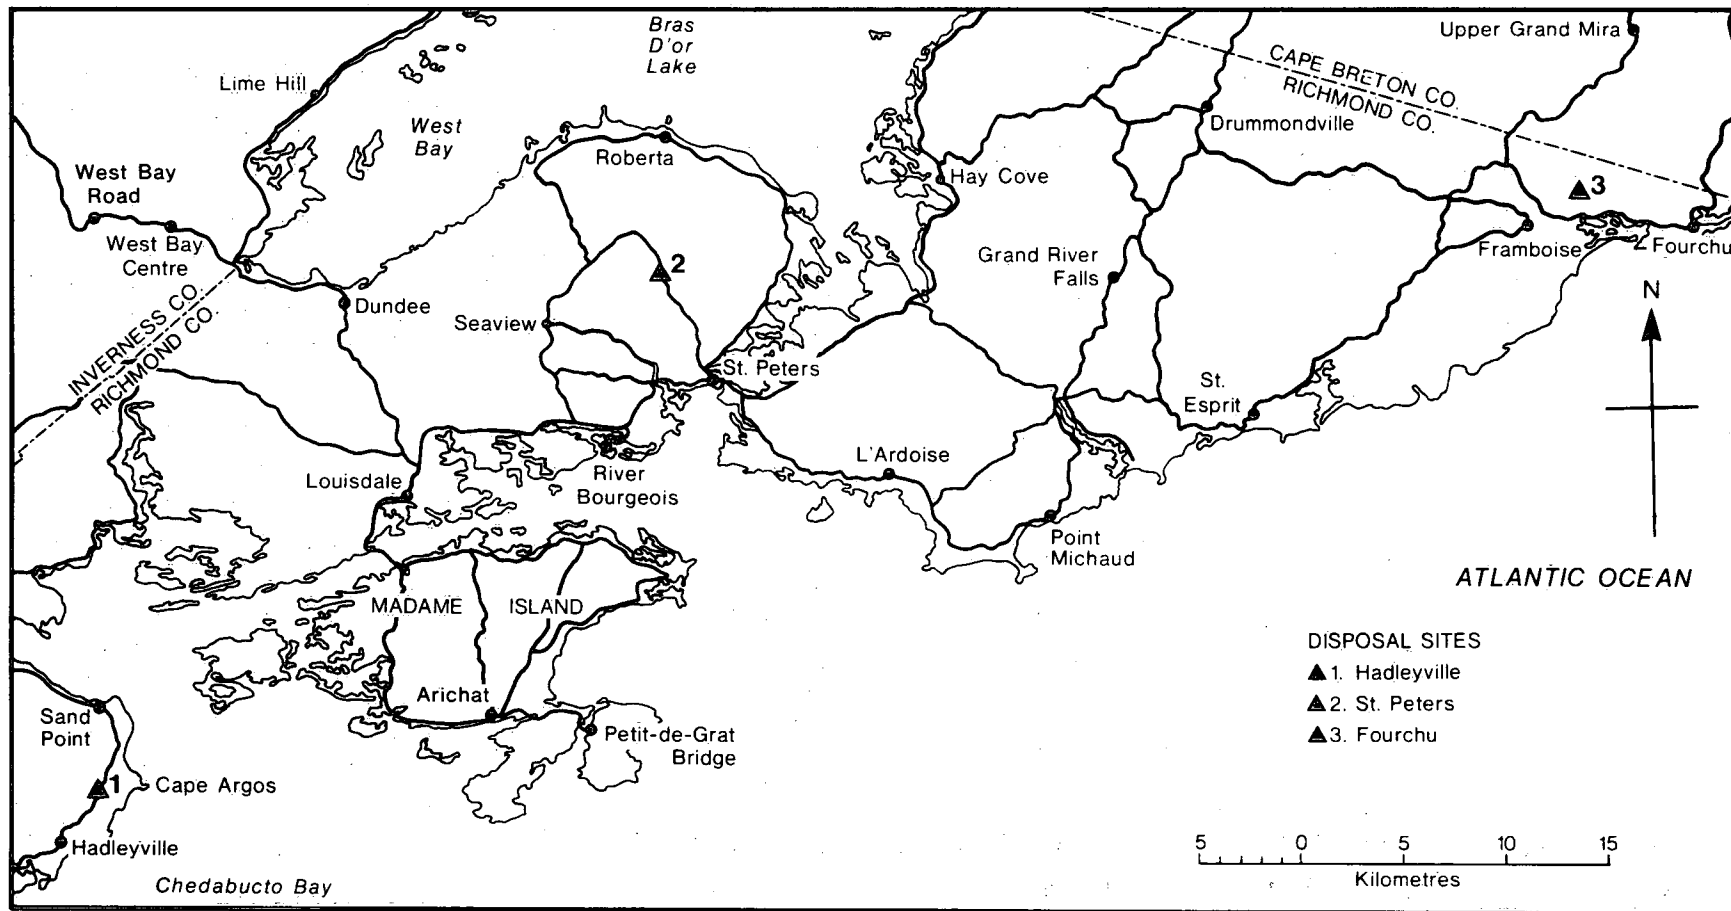 Bras
D'or
Lake
Upper Grand Mira
Lime Hill
CAPE BRETON CO.
RICHMOND CO.
West
Bay
Drummondville
Roberta
West Bay
Road
Hay Cove
3
West Bay
Centre
Framboise
Fourchu
Grand River
Falls
2
N
Dundee
Seaview
INVERNESS CO.
RICHMOND CO.
St. Peters
St.
Esprit
L'Ardoise
Louisdale
River
Bourgeois
Point
Michaud
ATLANTIC OCEAN
MADAME ISLAND
DISPOSAL SITES
1. Hadleyville
2. St. Peters
3. Fourchu
Arichat
Sand
Point
Petit-de-Grat
Bridge
1
Cape Argos
Hadleyville
5 0 5 10 15
Kilometres
Chedabucto Bay